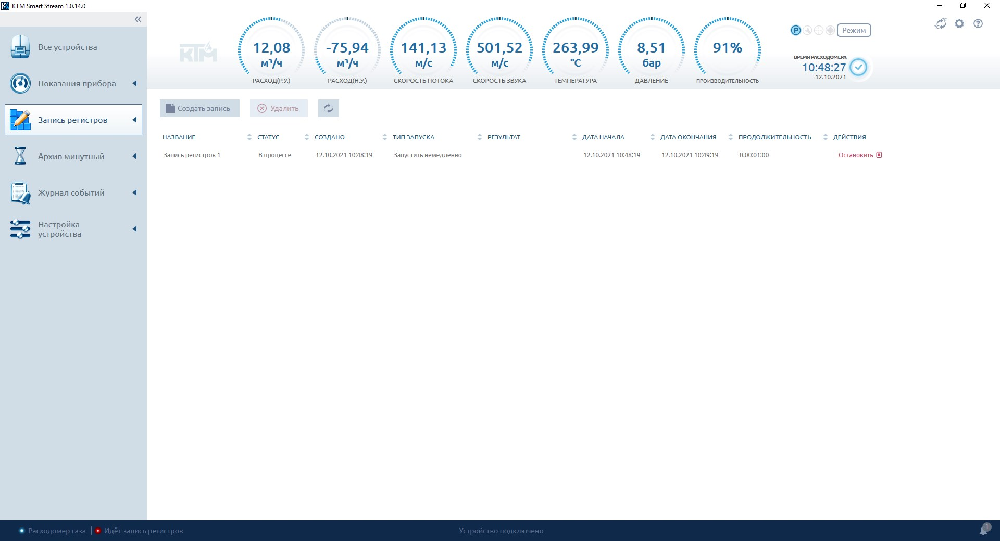 KTM Smart Stream 1.0.14.0
Все устройства
Показания прибора
Запись регистров
Архив минутный
Журнал событий
Настройка
устройства
КТМ
12,08
м³/ч
РАСХОД(Р.У.)
-75,94
м³/ч
РАСХОД(Н.У.)
141,13
м/с
СКОРОСТЬ ПОТОКА
501,52
м/с
СКОРОСТЬ ЗВУКА
263,99
°C
ТЕМПЕРАТУРА
8,51
бар
ДАВЛЕНИЕ
91%
ПРОИЗВОДИТЕЛЬНОСТЬ
P
Режим
ВРЕМЯ РАСХОДОМЕРА
10:48:27
12.10.2021
°C °F
?
Создать запись
Удалить
НАЗВАНИЕ СТАТУС СОЗДАНО ТИП ЗАПУСКА РЕЗУЛЬТАТ ДАТА НАЧАЛА ДАТА ОКОНЧАНИЯ ПРОДОЛЖИТЕЛЬНОСТЬ ДЕЙСТВИЯ
Запись регистров 1 В процессе 12.10.2021 10:48:19 Запустить немедленно 12.10.2021 10:48:19 12.10.2021 10:49:19 0.00:01:00 Остановить
Расходомер газа Идёт запись регистров Устройство подключено 1